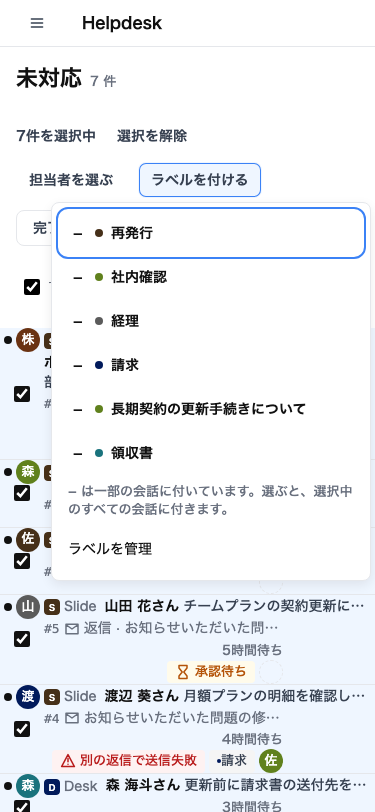 Helpdesk
未対応 7 件
7件を選択中 選択を解除
担当者を選ぶ ラベルを付ける
完
– 再発行
– 社内確認
– 経理
– 請求
– 長期契約の更新手続きについて
– 領収書
– は一部の会話に付いています。選ぶと、選択中
のすべての会話に付きます。
ラベルを管理
株 S
#
森 S
#
佐 S
#
山 S Slide 山田 花さん チームプランの契約更新に…
#5 返信 · お知らせいただいた問…
5時間待ち
承認待ち
渡 S Slide 渡辺 葵さん 月額プランの明細を確認し…
#4 お知らせいただいた問題の修…
4時間待ち
別の返信で送信失敗 •請求 佐
森 D Desk 森 海斗さん 更新前に請求書の送付先を…
3時間待ち